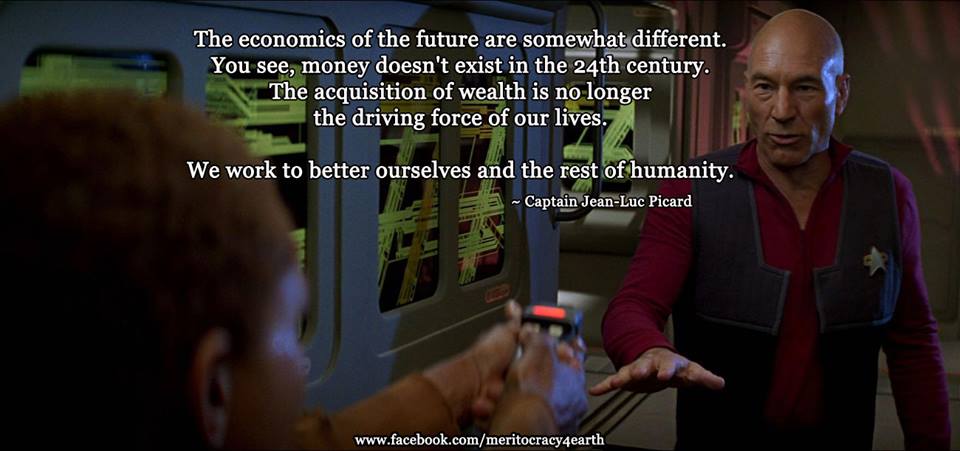 The economics of the future are somewhat different.
You see, money doesn't exist in the 24th century.
The acquisition of wealth is no longer
the driving force of our lives.
We work to better ourselves and the rest of humanity.
~ Captain Jean-Luc Picard
www.facebook.com/meritocracy4earth